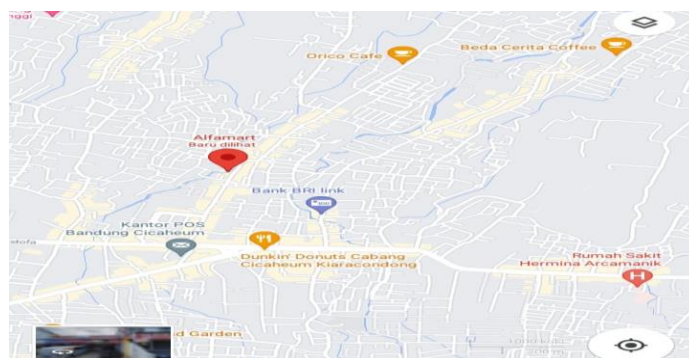 Orico Cafe
Beda Cerita Coffee
Alfamart
Baru dilihat
Bank BRI link
Kantor POS
Bandung Cicaheum
Dunkin' Donuts Cabang
Cicaheum Kiaracondong
Rumah Sakit
Hermina Arcamanik
H
d Garden